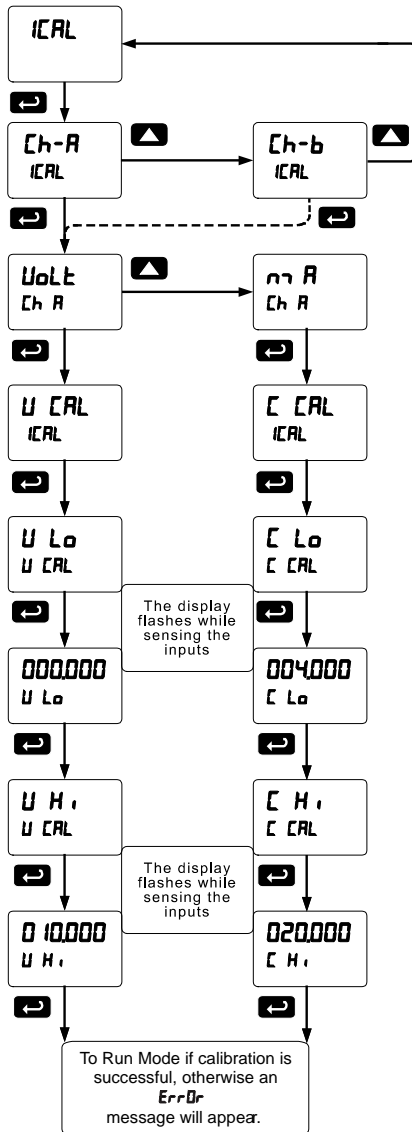 ICAL
Ch-A
ICAL
Ch-b
ICAL
VoLt
Ch A
mA
Ch A
V CAL
ICAL
C CAL
ICAL
V Lo
V CAL
C Lo
C CAL
The display
flashes while
sensing the
inputs
000.000
V Lo
004.000
C Lo
V Hi
V CAL
C Hi
C CAL
The display
flashes while
sensing the
inputs
010.000
V Hi
020.000
C Hi
To Run Mode if calibration is
successful, otherwise an
Err0r
message will appear.